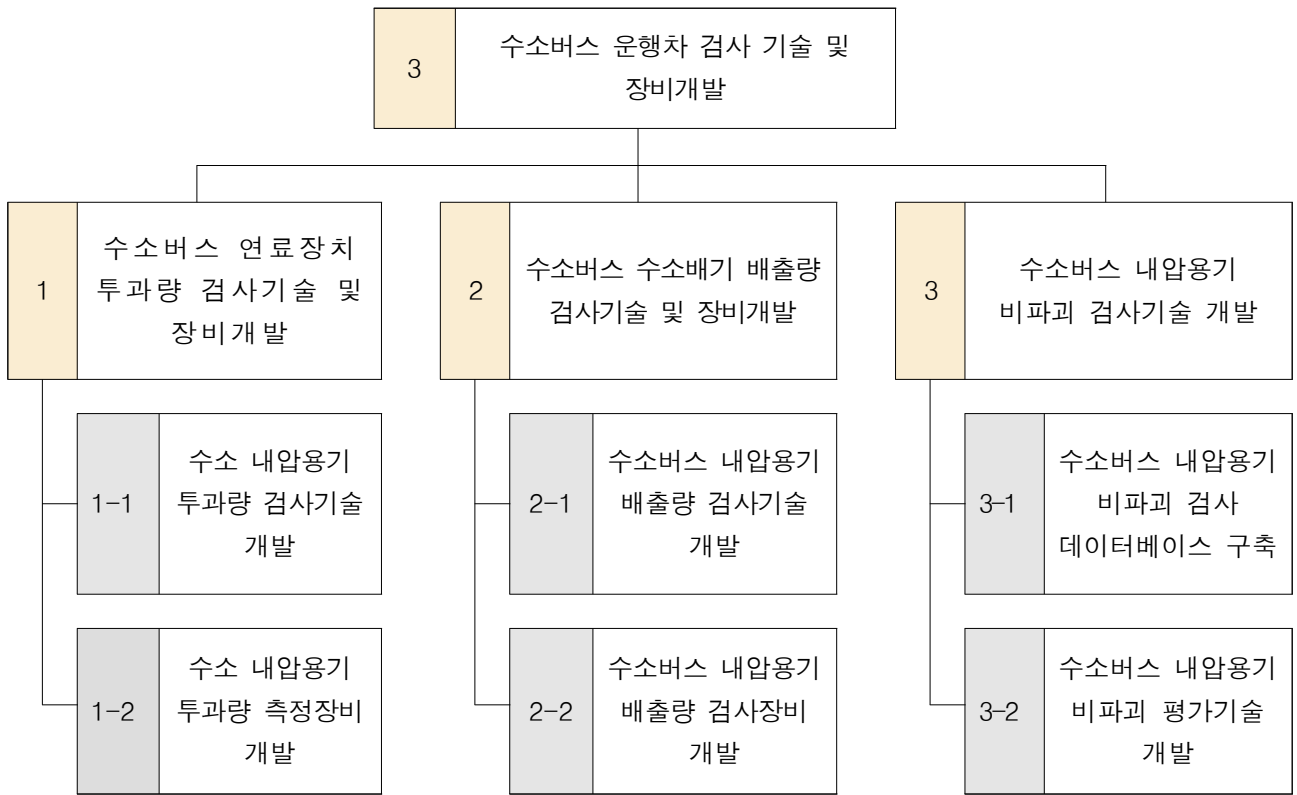 3
수소버스 운행차 검사 기술 및
장비개발
1
수소버스 연료장치
투과량 검사기술 및
장비개발
2
수소버스 수소배기 배출량
검사기술 및 장비개발
3
수소버스 내압용기
비파괴 검사기술 개발
1-1
수소 내압용기
투과량 검사기술
개발
2-1
수소버스 내압용기
배출량 검사기술
개발
3-1
수소버스 내압용기
비파괴 검사
데이터베이스 구축
1-2
수소 내압용기
투과량 측정장비
개발
2-2
수소버스 내압용기
배출량 검사장비
개발
3-2
수소버스 내압용기
비파괴 평가기술
개발